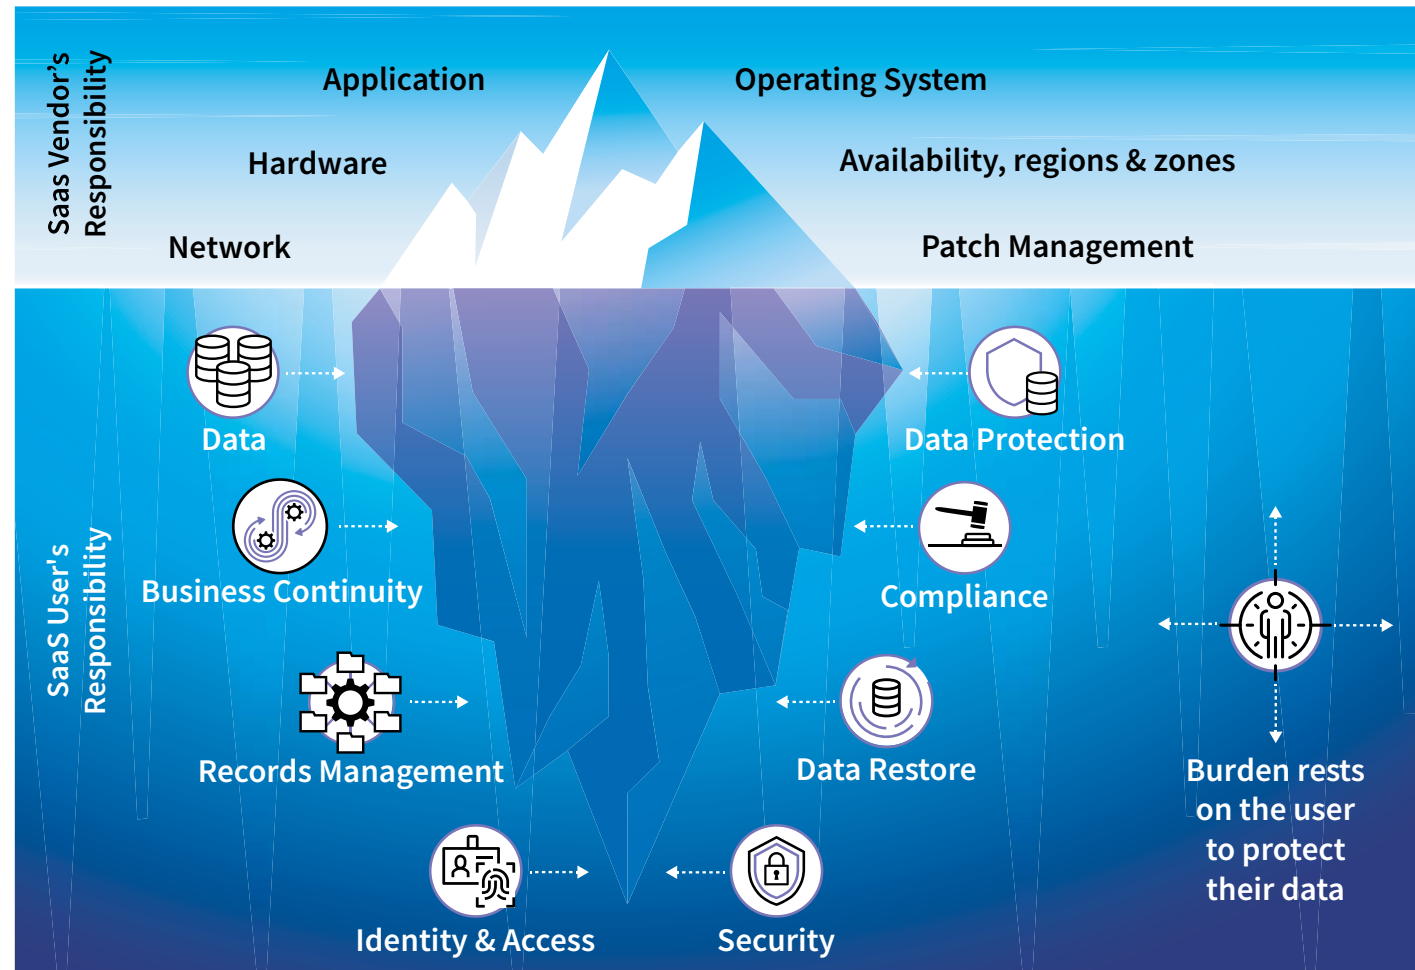 Saas Vendor’s
Responsibility
Application
Operating System
Hardware
Availability, regions & zones
Network
Patch Management
SaaS User's
Responsibility
Data
Data Protection
Business Continuity
Compliance
Records Management
Data Restore
Identity & Access
Security
Burden rests
on the user
to protect
their data